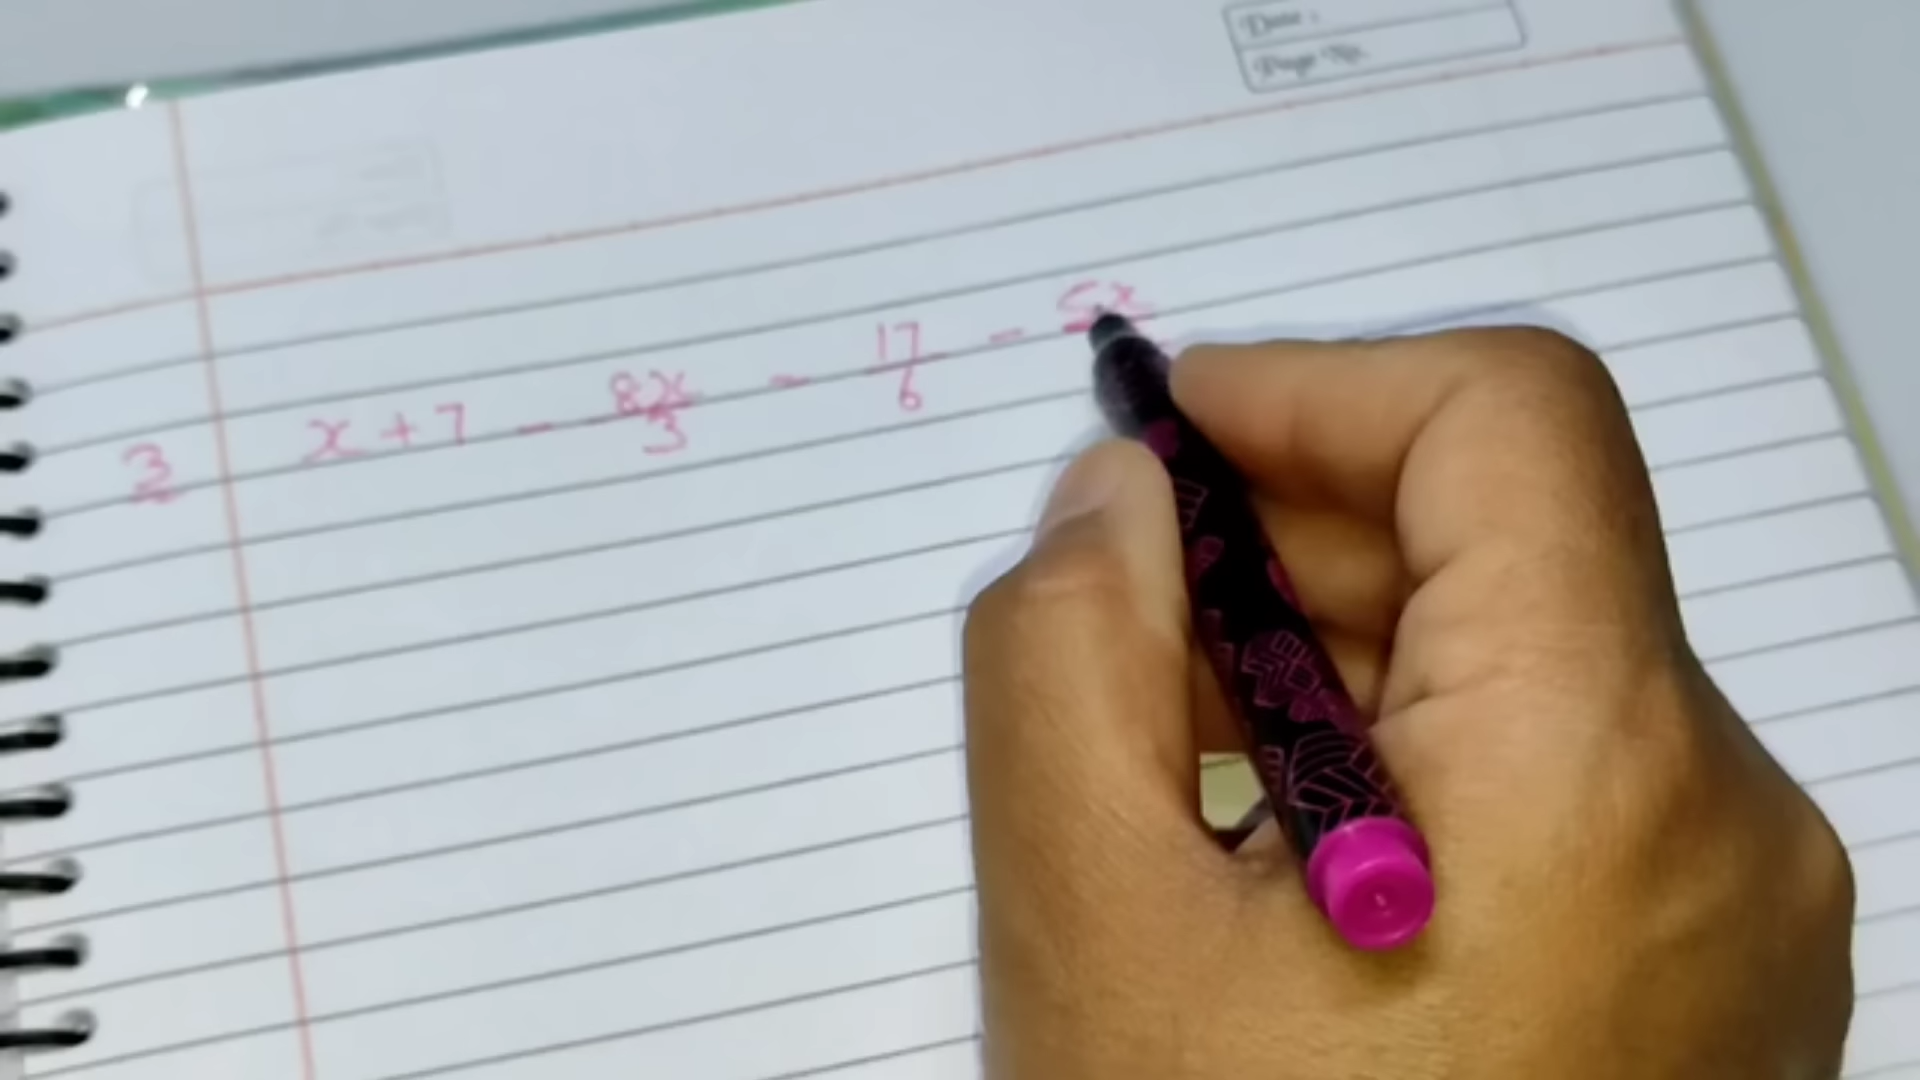 Date :
Page No.
3 x + 7 - 8x/3 - 17/6 - 5x